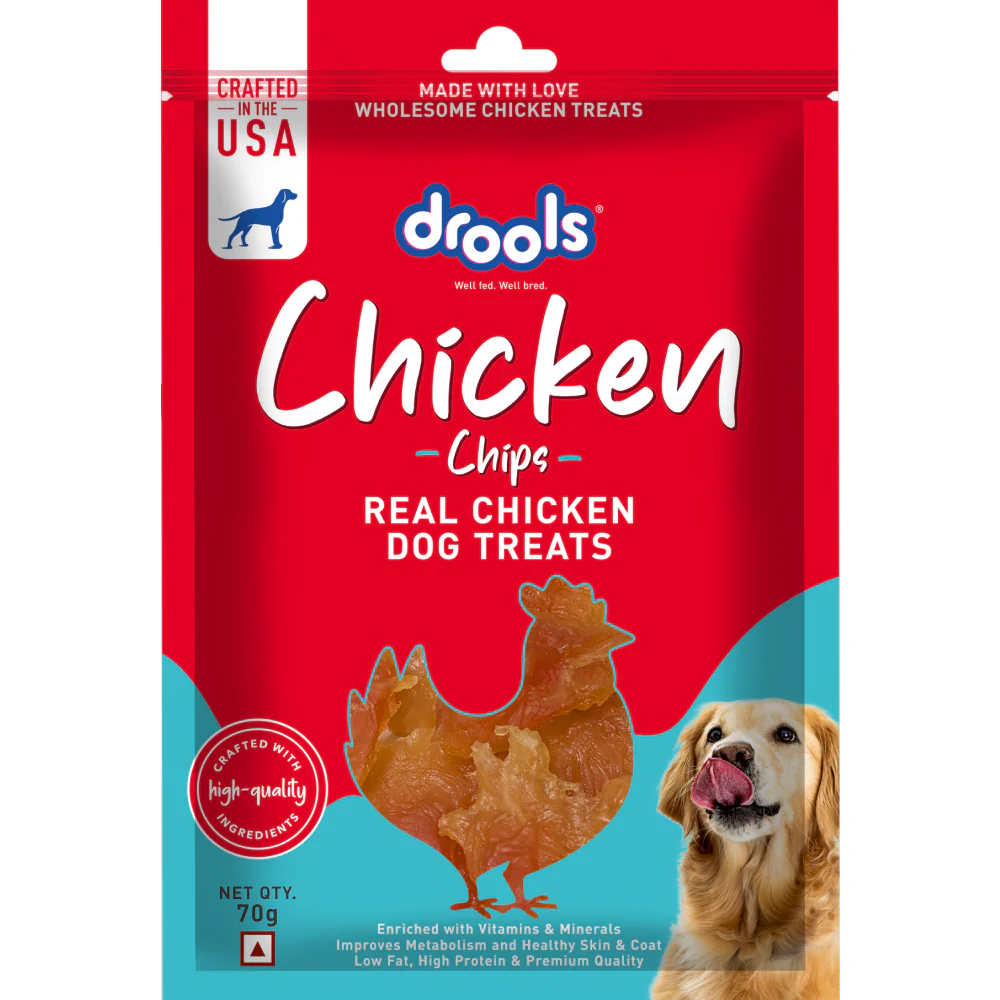 CRAFTED
IN THE
USA
MADE WITH LOVE
WHOLESOME CHICKEN TREATS
drools®
Well fed. Well bred.
Chicken
Chips
REAL CHICKEN
DOG TREATS
CRAFTED WITH
high-quality
INGREDIENTS
NET QTY.
70g
Enriched with Vitamins & Minerals
Improves Metabolism and Healthy Skin & Coat
Low Fat, High Protein & Premium Quality